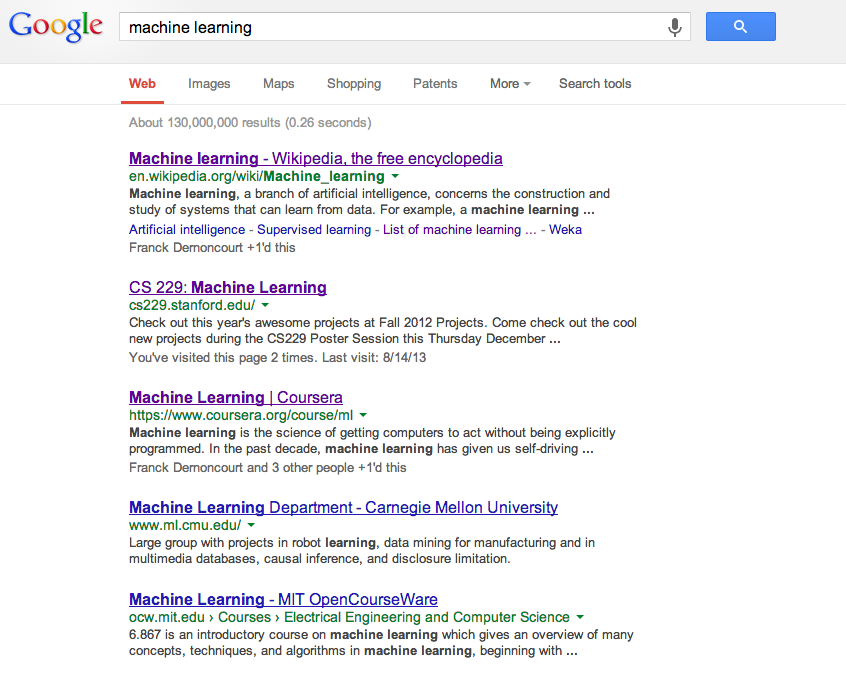 Google machine learning
Web Images Maps Shopping Patents More Search tools
About 130,000,000 results (0.26 seconds)
Machine learning - Wikipedia, the free encyclopedia
en.wikipedia.org/wiki/Machine_learning
Machine learning, a branch of artificial intelligence, concerns the construction and
study of systems that can learn from data. For example, a machine learning ...
Artificial intelligence - Supervised learning - List of machine learning ... - Weka
Franck Dernoncourt +1'd this
CS 229: Machine Learning
cs229.stanford.edu/
Check out this year's awesome projects at Fall 2012 Projects. Come check out the cool
new projects during the CS229 Poster Session this Thursday December ...
You've visited this page 2 times. Last visit: 8/14/13
Machine Learning | Coursera
https://www.coursera.org/course/ml
Machine learning is the science of getting computers to act without being explicitly
programmed. In the past decade, machine learning has given us self-driving ...
Franck Dernoncourt and 3 other people +1'd this
Machine Learning Department - Carnegie Mellon University
www.ml.cmu.edu/
Large group with projects in robot learning, data mining for manufacturing and in
multimedia databases, causal inference, and disclosure limitation.
Machine Learning - MIT OpenCourseWare
ocw.mit.edu › Courses › Electrical Engineering and Computer Science
6.867 is an introductory course on machine learning which gives an overview of many
concepts, techniques, and algorithms in machine learning, beginning with ...